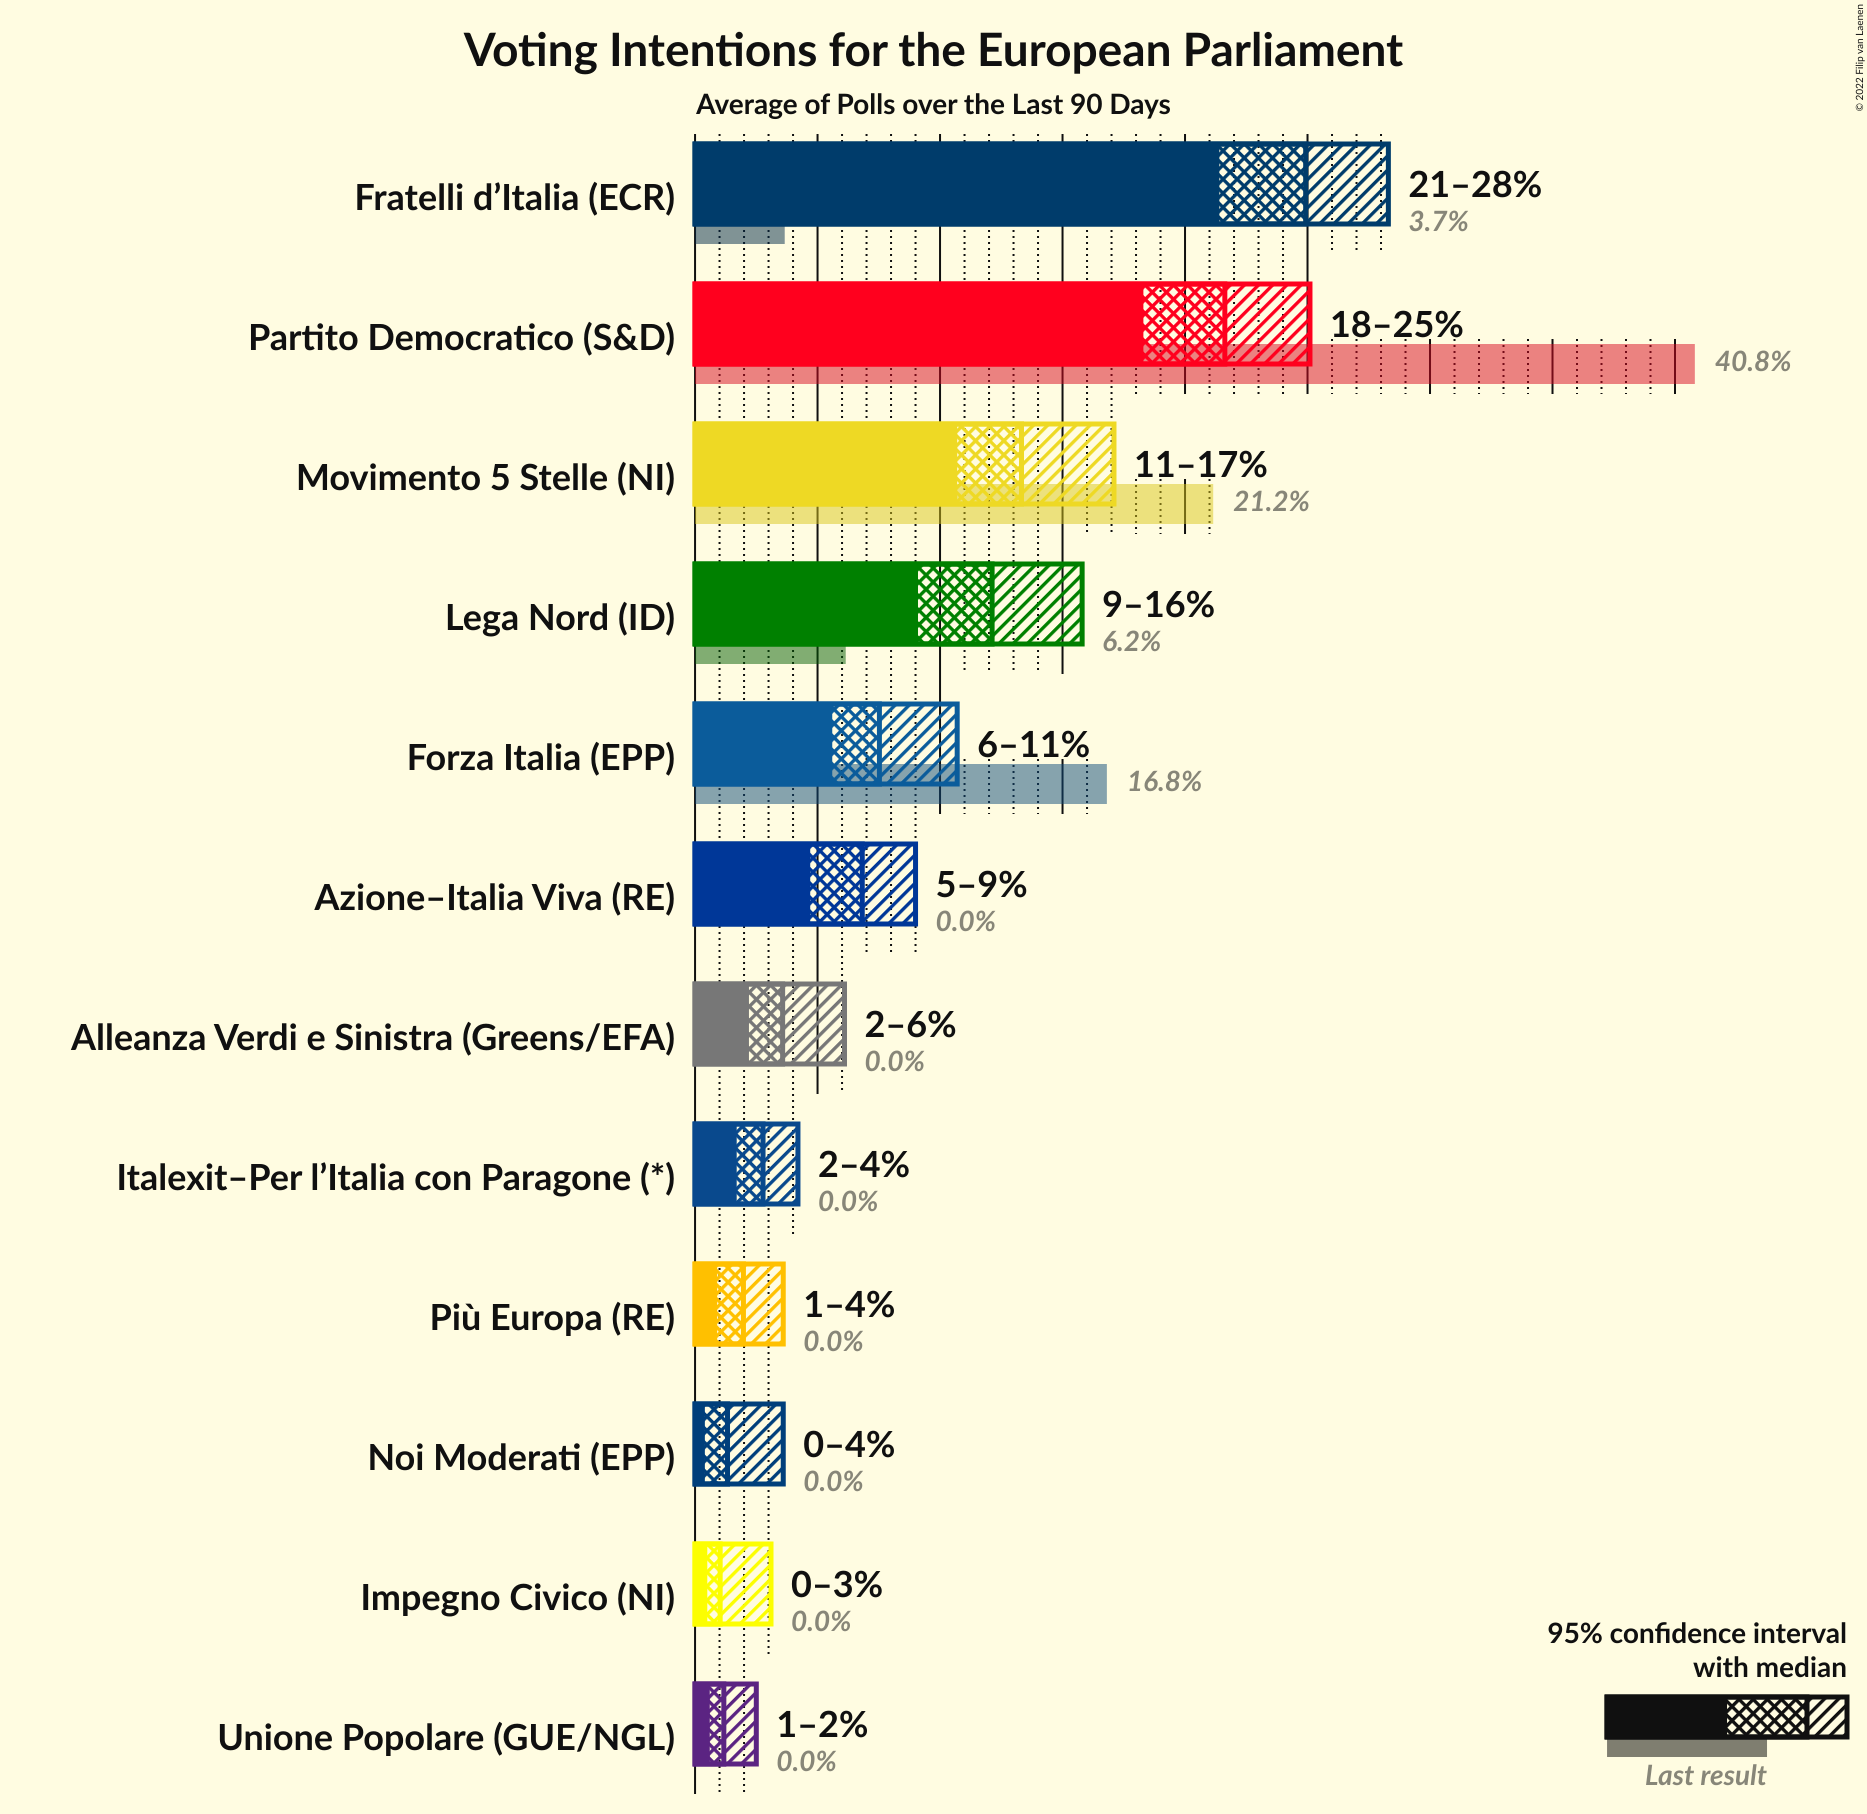 Voting Intentions for the European Parliament
Average of Polls over the Last 90 Days
© 2022 Filip van Laenen
Fratelli d’Italia (ECR)
21–28%
3.7%
Partito Democratico (S&D)
18–25%
40.8%
Movimento 5 Stelle (NI)
11–17%
21.2%
Lega Nord (ID)
9–16%
6.2%
Forza Italia (EPP)
6–11%
16.8%
Azione–Italia Viva (RE)
5–9%
0.0%
Alleanza Verdi e Sinistra (Greens/EFA)
2–6%
0.0%
Italexit–Per l’Italia con Paragone (*)
2–4%
0.0%
Più Europa (RE)
1–4%
0.0%
Noi Moderati (EPP)
0–4%
0.0%
Impegno Civico (NI)
0–3%
0.0%
Unione Popolare (GUE/NGL)
1–2%
0.0%
95% confidence interval
with median
Last result